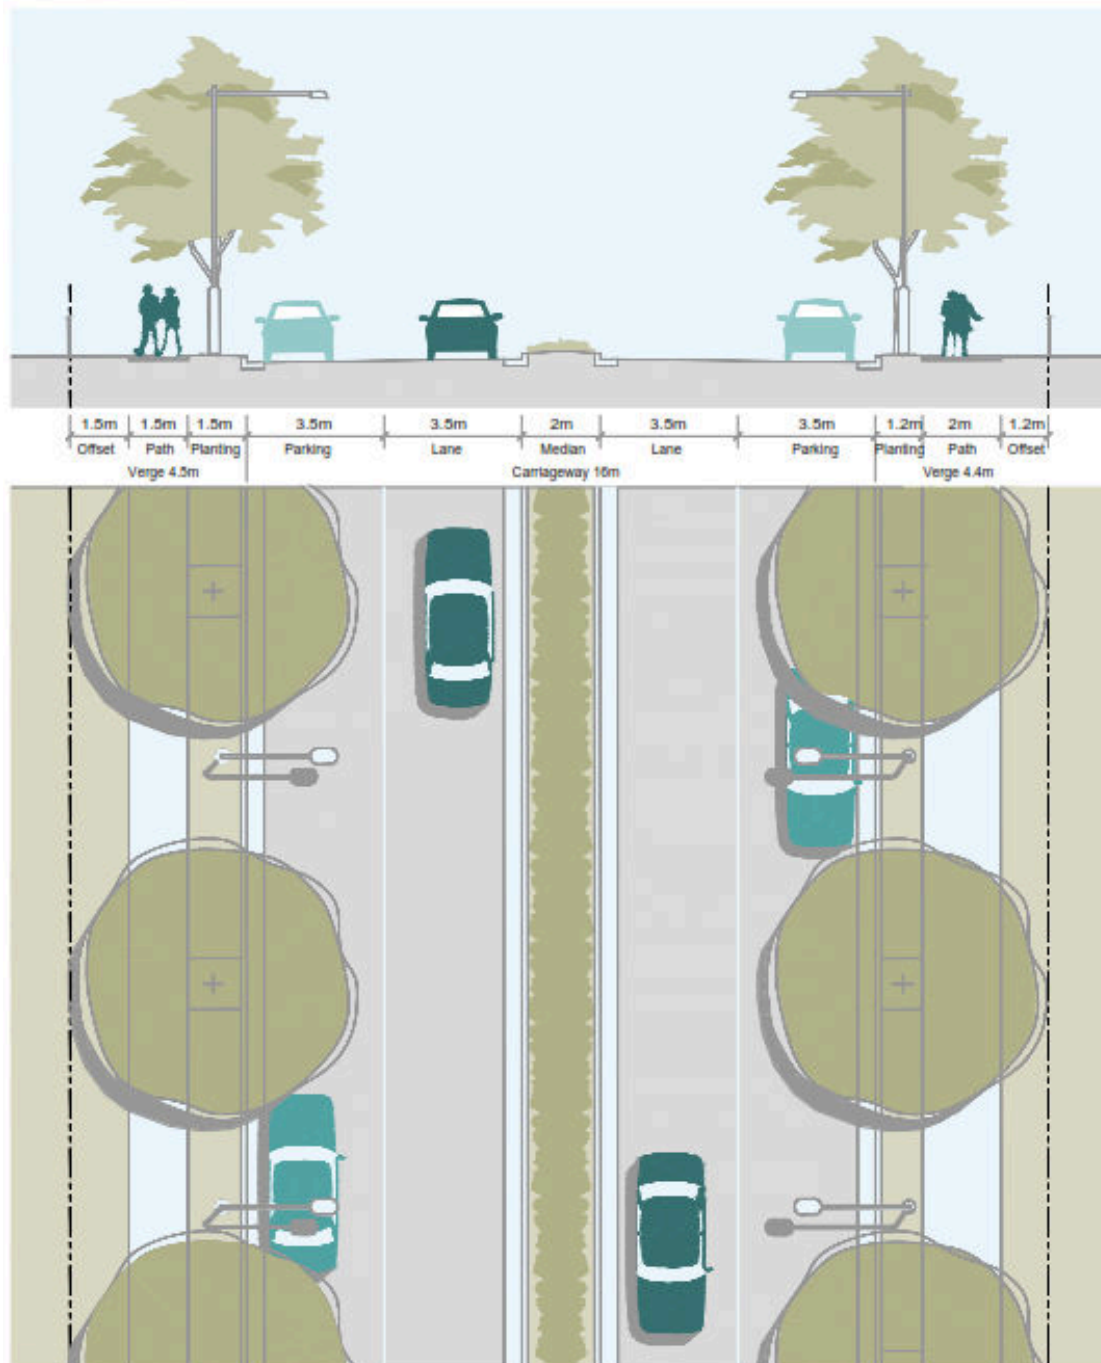 1.5m 1.5m 1.5m 3.5m 3.5m 2m 3.5m 3.5m 1.2m 2m 1.2m
Offset Path Planting Parking Lane Median Lane Parking Planting Path Offset
Verge 4.5m Carriageway 16m Verge 4.4m